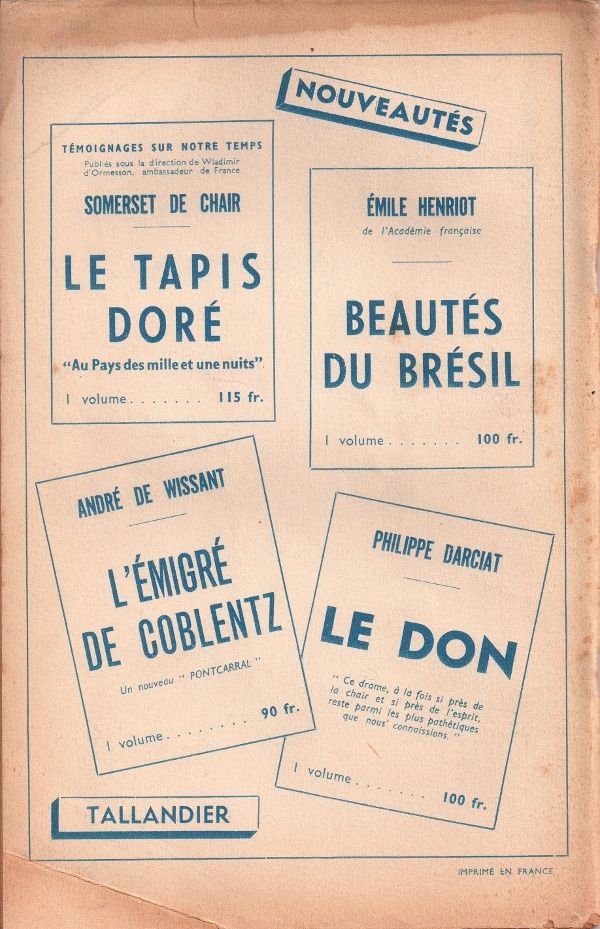 NOUVEAUTÉS
TÉMOIGNAGES SUR NOTRE TEMPS
Publiés sous la direction de Wladimir
d'Ormesson, ambassadeur de France
SOMERSET DE CHAIR
LE TAPIS
DORÉ
"Au Pays des mille et une nuits"
1 volume. . . . . . . 115 fr.
ÉMILE HENRIOT
de l'Académie française
BEAUTÉS
DU BRÉSIL
1 volume . . . . . . . 100 fr.
ANDRÉ DE WISSANT
L'ÉMIGRÉ
DE COBLENTZ
Un nouveau " PONTCARRAL "
1 volume. . . . . . . . 90 fr.
PHILIPPE DARCIAT
LE DON
" Ce drame, à la fois si près de
la chair et si près de l'esprit,
reste parmi les plus pathétiques
que nous' connaissions. "
1 volume . . . . . . . 100 fr.
TALLANDIER
IMPRIMÉ EN FRANCE